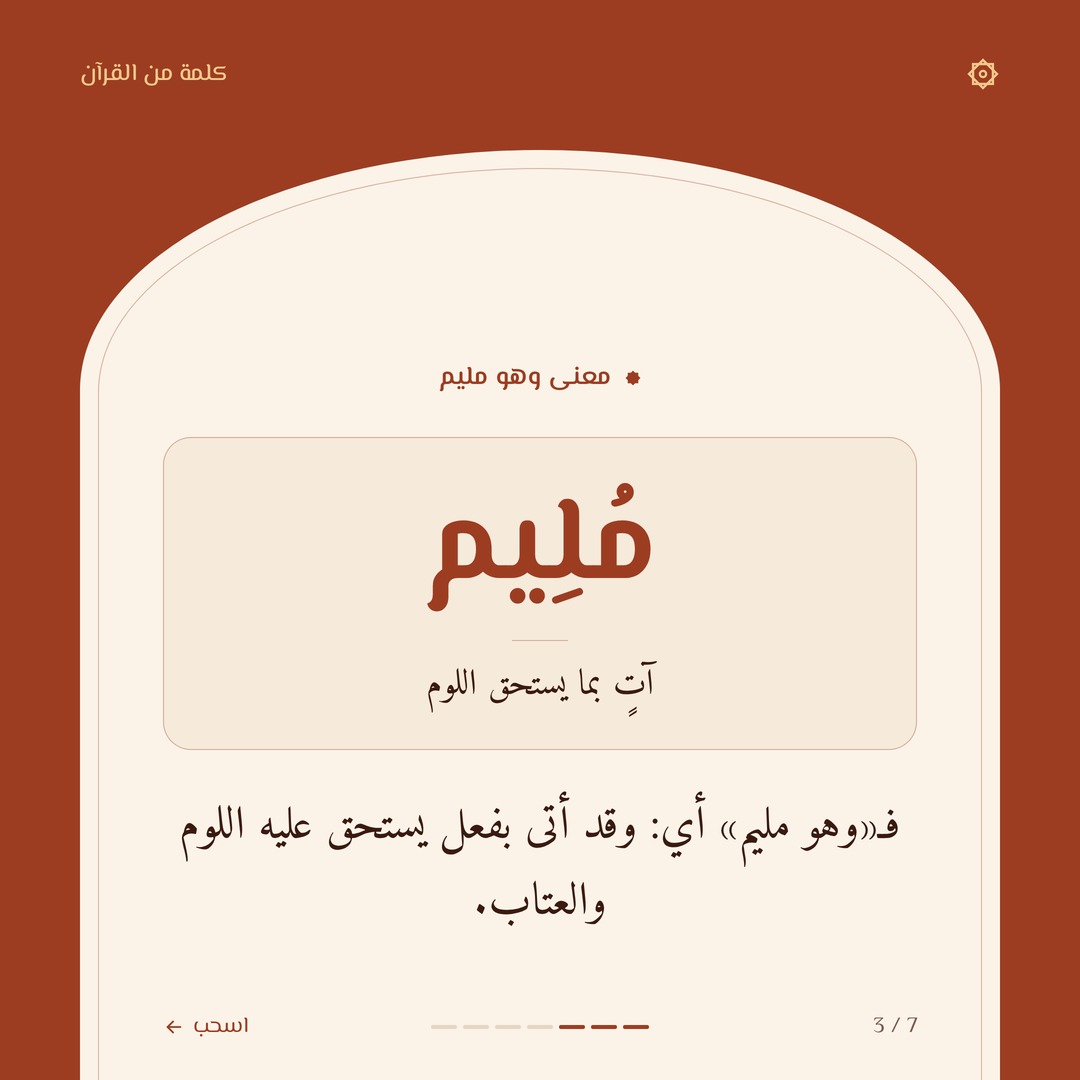 كلمة من القرآن
معنى وهو مليم
مُلِيم
آتٍ بما يستحق اللوم
فـ«وهو مليم» أي: وقد أتى بفعل يستحق عليه اللوم
والعتاب.
3 / 7
اسحب ←